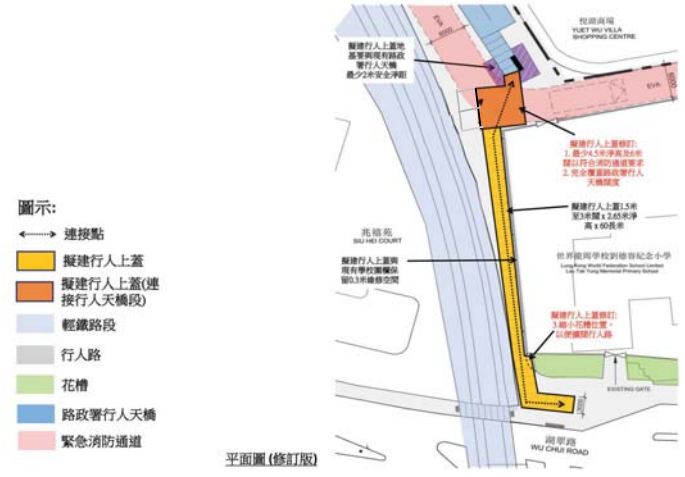 圖示:
連接點
擬建行人上蓋
擬建行人上蓋(連
接行人天橋段)
輕鐵路段
行人路
花槽
路政署行人天橋
緊急消防通道
平面圖 (修訂版)
擬建行人上蓋地
基要與現有路政
署行人天橋
最少2米安全淨距
悅湖商場
YUET WU VILLA
SHOPPING CENTRE
EVA
6000
EVA
6000
擬建行人上蓋修訂:
1. 最少4.5米淨高及6米
闊以符合消防通道要求
2. 完全覆蓋路政署行人
天橋闊度
擬建行人上蓋1.5米
至3米闊 x 2.65米淨
高 x 60長米
兆禧苑
SIU HEI COURT
擬建行人上蓋與
現有學校圍欄保
留0.3米維修空間
世界龍岡學校劉德容紀念小學
Lung Kong World Federation School Limited
Lau Tak Yung Memorial Primary School
擬建行人上蓋修訂:
3.縮小花槽位置，
以便擴闊行人路
EXISTING GATE
湖翠路
WU CHUI ROAD